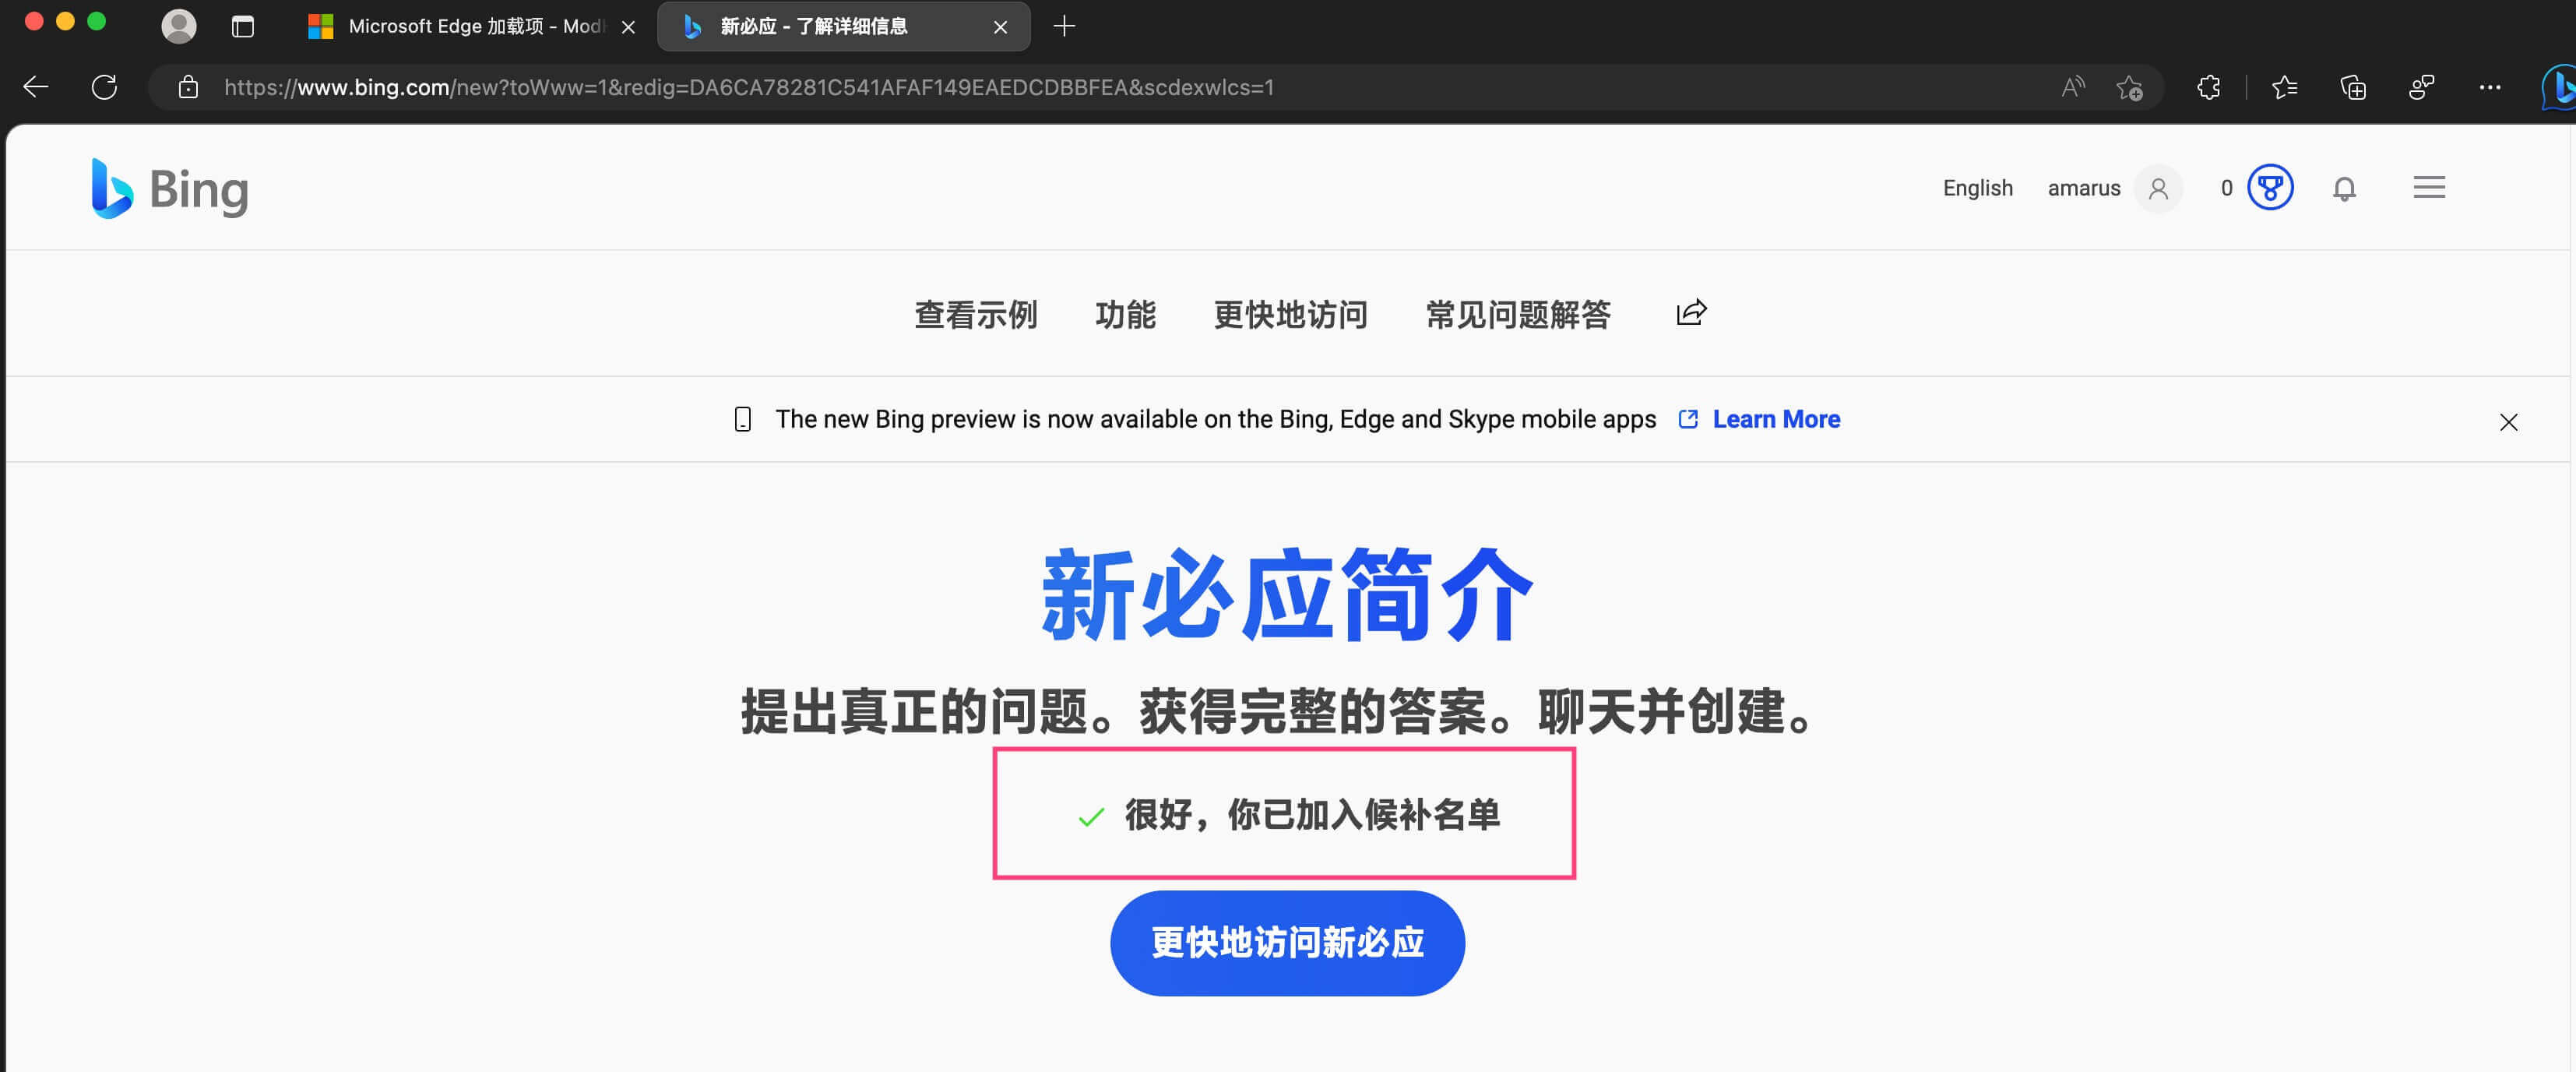 Microsoft Edge 加载项 - Mod
新必应 - 了解详细信息
https://www.bing.com/new?toWww=1&redig=DA6CA78281C541AFAF149EAEDCDBBFEA&scdexwlcs=1
Bing
English amarus 0
查看示例 功能 更快地访问 常见问题解答
The new Bing preview is now available on the Bing, Edge and Skype mobile apps Learn More
新必应简介
提出真正的问题。获得完整的答案。聊天并创建。
很好，你已加入候补名单
更快地访问新必应